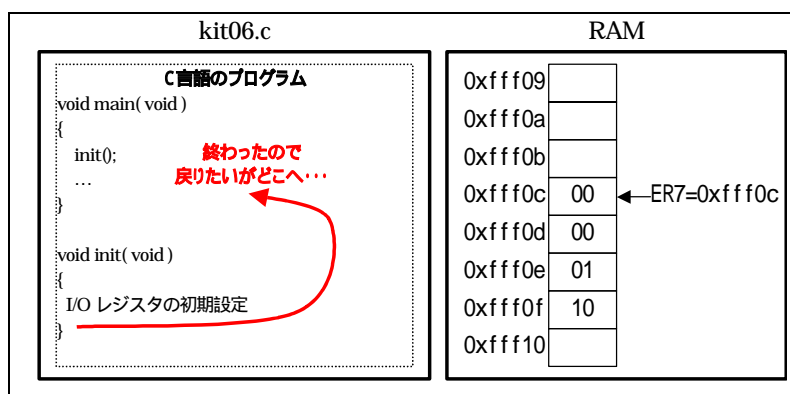 kit06.c
C言語のプログラム
void main( void )
{
init();
…
}
void init( void )
{
I/O レジスタの初期設定
}
終わったので
戻りたいがどこへ・・・
RAM
0xfff09
0xfff0a
0xfff0b
0xfff0c 00 ←ER7=0xfff0c
0xfff0d 00
0xfff0e 01
0xfff0f 10
0xfff10